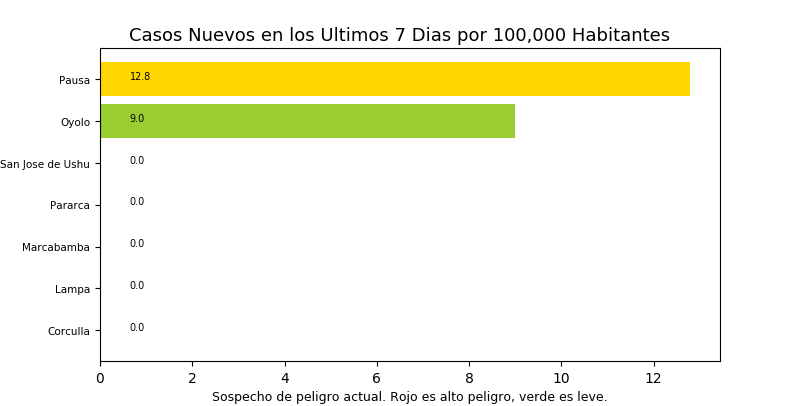 Casos Nuevos en los Ultimos 7 Dias por 100,000 Habitantes
Pausa 12.8
Oyolo 9.0
San Jose de Ushu 0.0
Pararca 0.0
Marcabamba 0.0
Lampa 0.0
Corculla 0.0
0 2 4 6 8 10 12
Sospecho de peligro actual. Rojo es alto peligro, verde es leve.